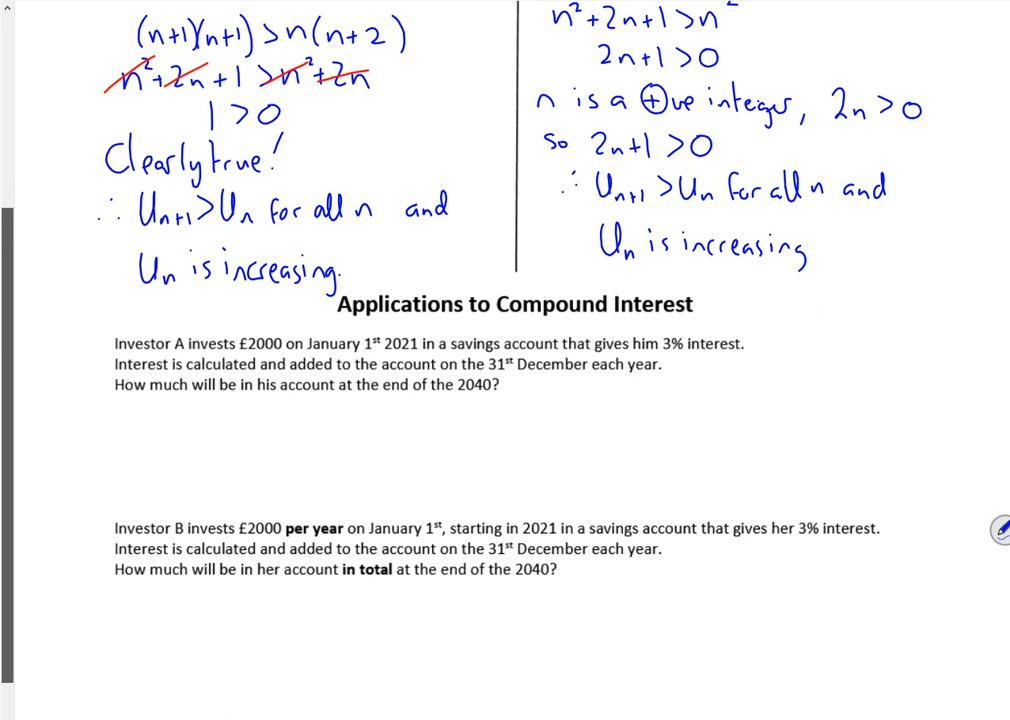 (n+1)(n+1) > n(n+2)
n²+2n+1 > n²+2n
1 > 0
Clearly true!
∴ Un+1 > Un for all n and
Un is increasing.
n²+2n+1 > n²
2n+1 > 0
n is a ⊕ve integer, 2n > 0
so 2n+1 > 0
∴ Un+1 > Un for all n and
Un is increasing
Applications to Compound Interest
Investor A invests £2000 on January 1st 2021 in a savings account that gives him 3% interest.
Interest is calculated and added to the account on the 31st December each year.
How much will be in his account at the end of the 2040?
Investor B invests £2000 per year on January 1st, starting in 2021 in a savings account that gives her 3% interest.
Interest is calculated and added to the account on the 31st December each year.
How much will be in her account in total at the end of the 2040?